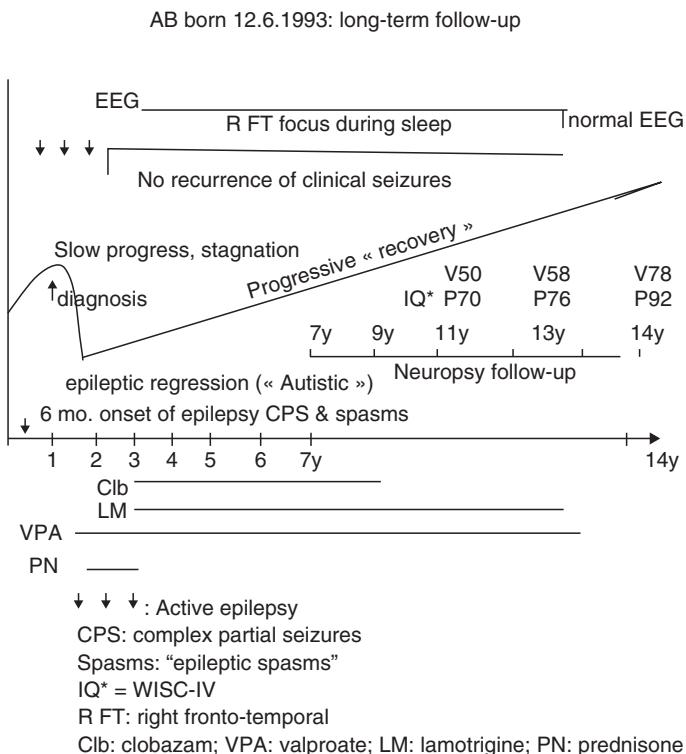 AB born 12.6.1993: long-term follow-up
EEG
R FT focus during sleep
normal EEG
No recurrence of clinical seizures
Slow progress, stagnation
Progressive « recovery »
diagnosis
V50 V58 V78
IQ* P70 P76 P92
7y 9y 11y 13y 14y
Neuropsy follow-up
epileptic regression (« Autistic »)
6 mo. onset of epilepsy CPS & spasms
1 2 3 4 5 6 7y 14y
Clb
LM
VPA
PN
: Active epilepsy
CPS: complex partial seizures
Spasms: “epileptic spasms”
IQ* = WISC-IV
R FT: right fronto-temporal
Clb: clobazam; VPA: valproate; LM: lamotrigine; PN: prednisone